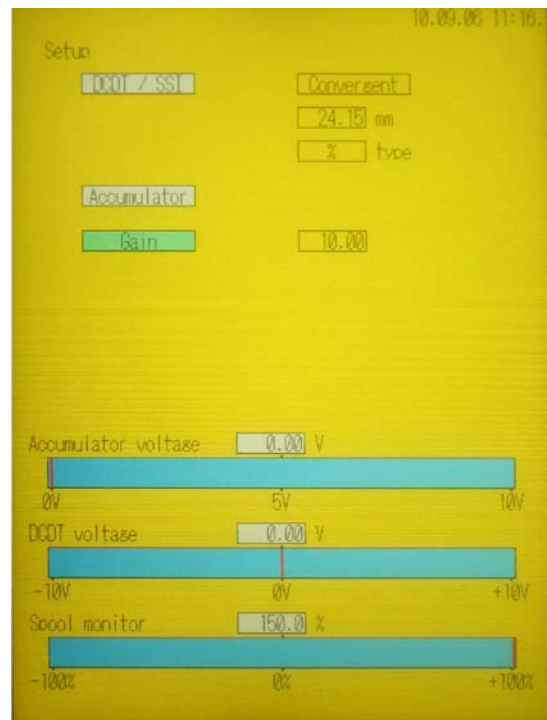 10.09.06 11:16.
Setup
DCDT / SSI Convergent
24.15 mm
% type
Accumulator
Gain 10.00
Accumulator voltage 0.00 V
0V 5V 10V
DCDT voltage 0.00 V
-10V 0V +10V
Spool monitor 150.0 %
-100% 0% +100%